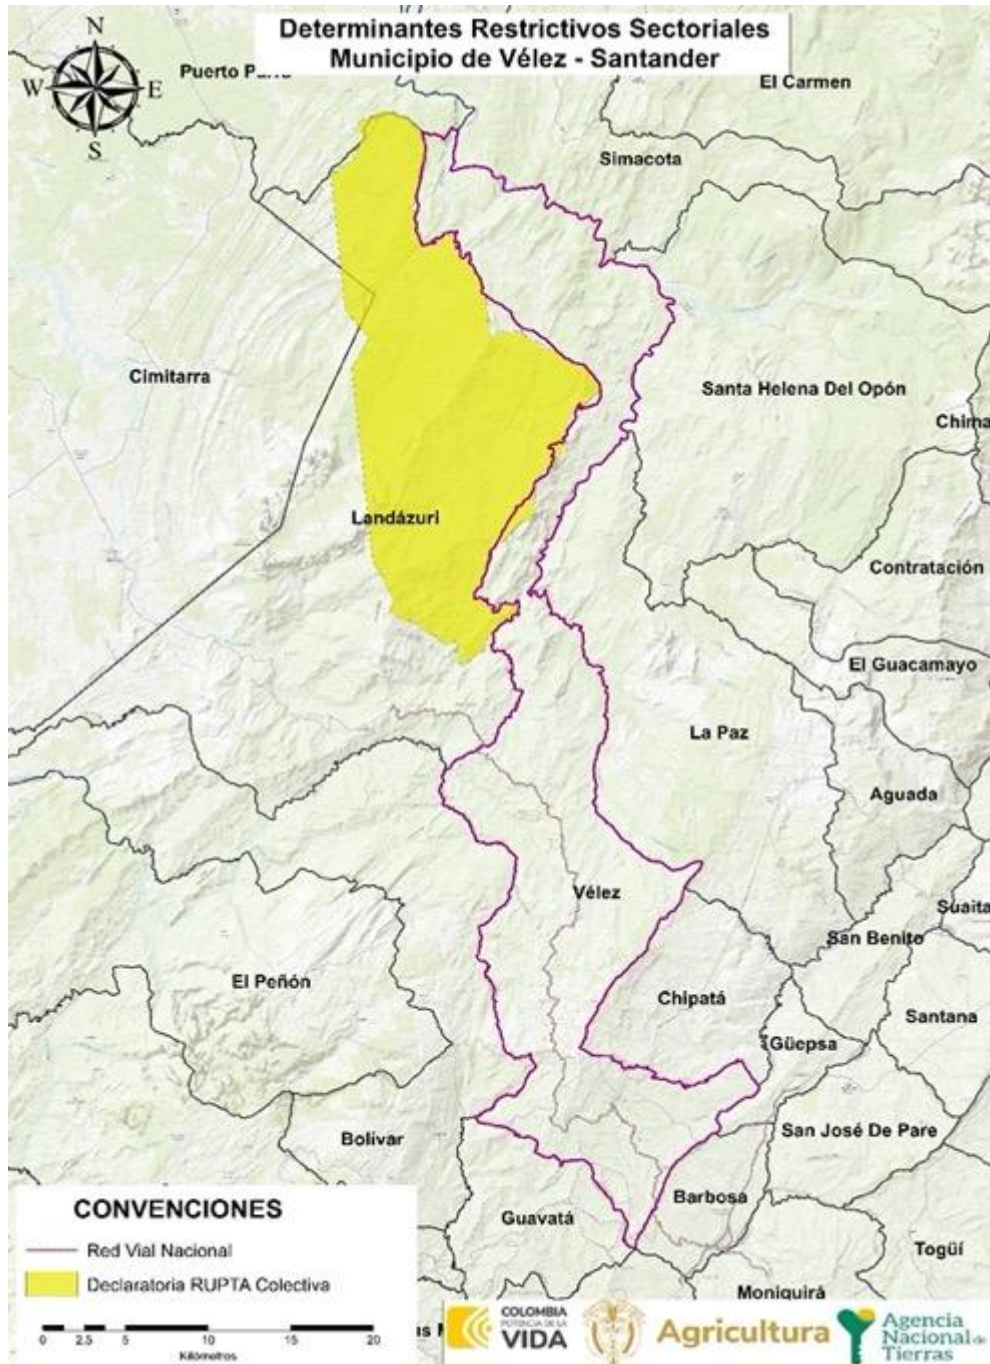 Determinantes Restrictivos Sectoriales
Municipio de Vélez - Santander
N
W
E
S
Puerto
El Carmen
Simacota
Cimitarra
Santa Helena Del Opón
Chima
Landázuri
Contratación
El Guacamayo
La Paz
Aguada
Vélez
Suaita
San Benito
El Peñón
Chipatá
Santana
Güepsa
Bolívar
San José De Pare
Barbosa
Guavatá
Togüí
Moniquirá
CONVENCIONES
Red Vial Nacional
Declaratoria RUPTA Colectiva
0 2.5 5 10 15 20
Kilómetros
COLOMBIA
POTENCIA DE LA
VIDA
Agricultura
Agencia
Nacional de
Tierras